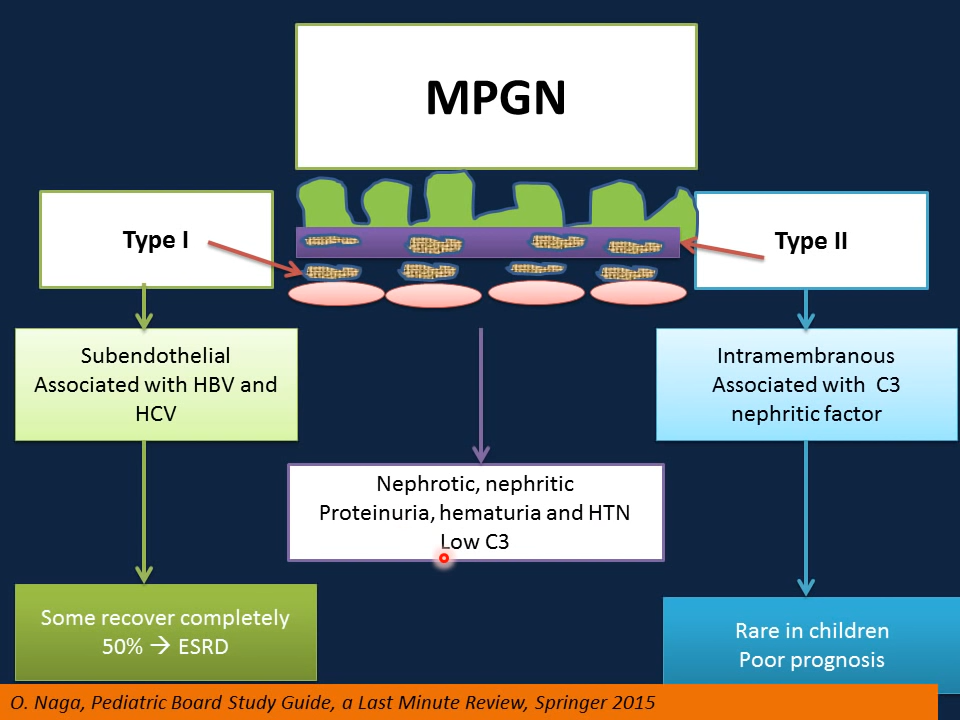 MPGN
Type I
Type II
Subendothelial
Associated with HBV and
HCV
Intramembranous
Associated with C3
nephritic factor
Nephrotic, nephritic
Proteinuria, hematuria and HTN
Low C3
Some recover completely
50% → ESRD
Rare in children
Poor prognosis
O. Naga, Pediatric Board Study Guide, a Last Minute Review, Springer 2015